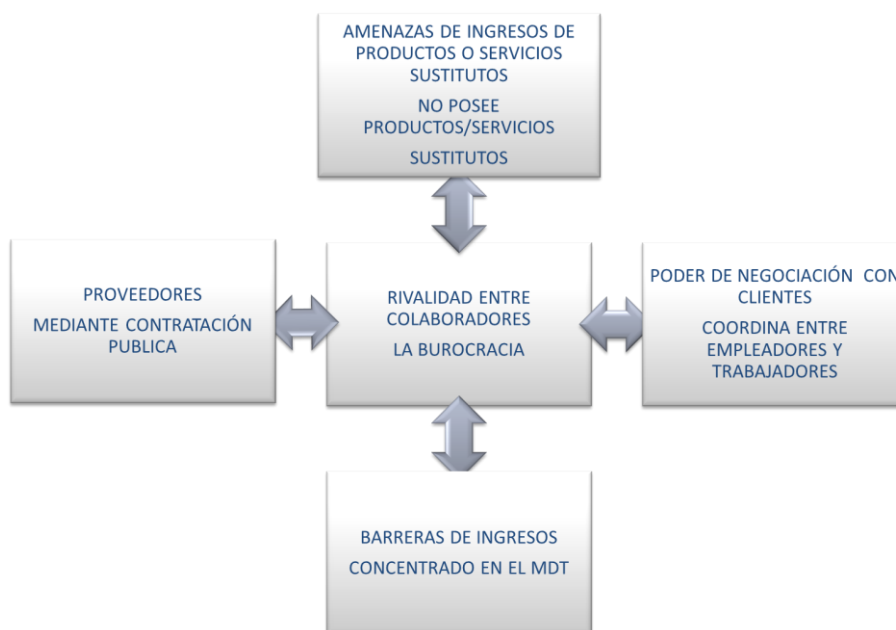 AMENAZAS DE INGRESOS DE
PRODUCTOS O SERVICIOS
SUSTITUTOS
NO POSEE
PRODUCTOS/SERVICIOS
SUSTITUTOS
PROVEEDORES
MEDIANTE CONTRATACIÓN
PUBLICA
RIVALIDAD ENTRE
COLABORADORES
LA BUROCRACIA
PODER DE NEGOCIACIÓN CON
CLIENTES
COORDINA ENTRE
EMPLEADORES Y
TRABAJADORES
BARRERAS DE INGRESOS
CONCENTRADO EN EL MDT